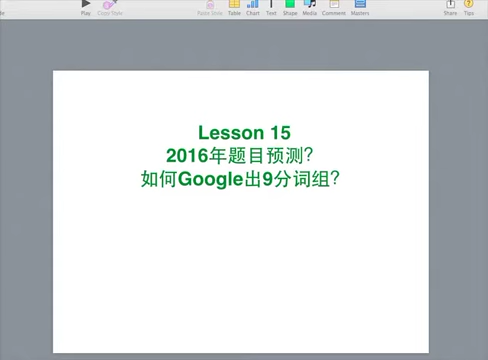 Play
Table
Chart
Text
Shape
Media
Comment
Masters
Share
Tips
Lesson 15
2016年题目预测？
如何Google出9分词组？